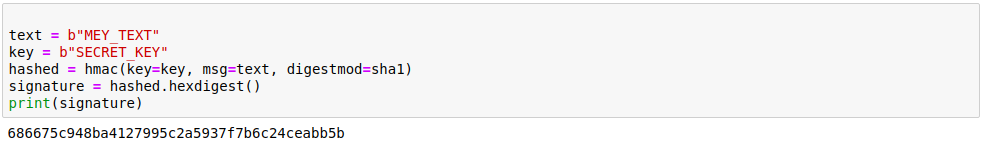 text = b"MEY_TEXT"
key = b"SECRET_KEY"
hashed = hmac(key=key, msg=text, digestmod=sha1)
signature = hashed.hexdigest()
print(signature)
686675c948ba4127995c2a5937f7b6c24ceabb5b